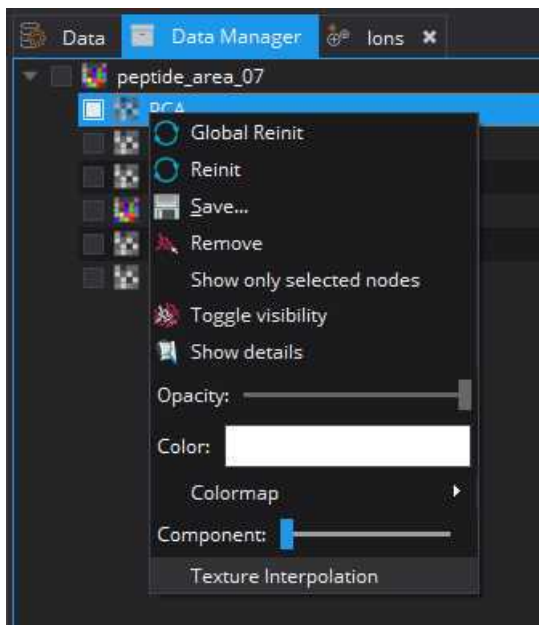 Data Data Manager Ions
peptide_area_07
PCA
Global Reinit
Reinit
Save...
Remove
Show only selected nodes
Toggle visibility
Show details
Opacity:
Color:
Colormap
Component:
Texture Interpolation